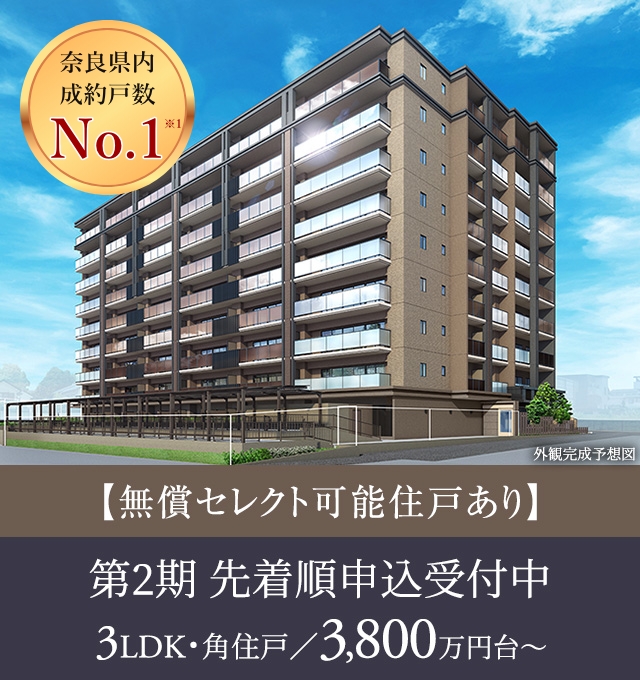 奈良県内
成約戸数
No.1※1
外観完成予想図
【無償セレクト可能住戸あり】
第2期 先着順申込受付中
3LDK・角住戸／3,800万円台～